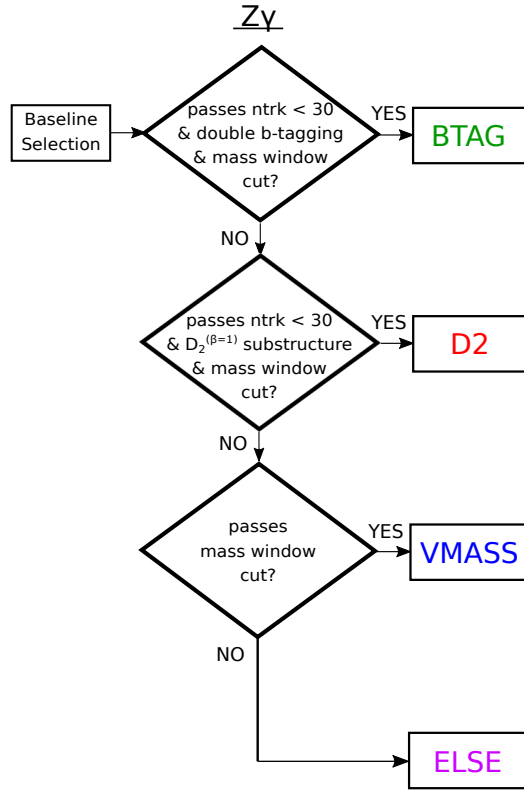 Zγ
Baseline
Selection
passes ntrk < 30
& double b-tagging
& mass window
cut?
YES
BTAG
NO
passes ntrk < 30
& D₂⁽ᵝ⁼¹⁾ substructure
& mass window
cut?
YES
D2
NO
passes
mass window
cut?
YES
VMASS
NO
ELSE